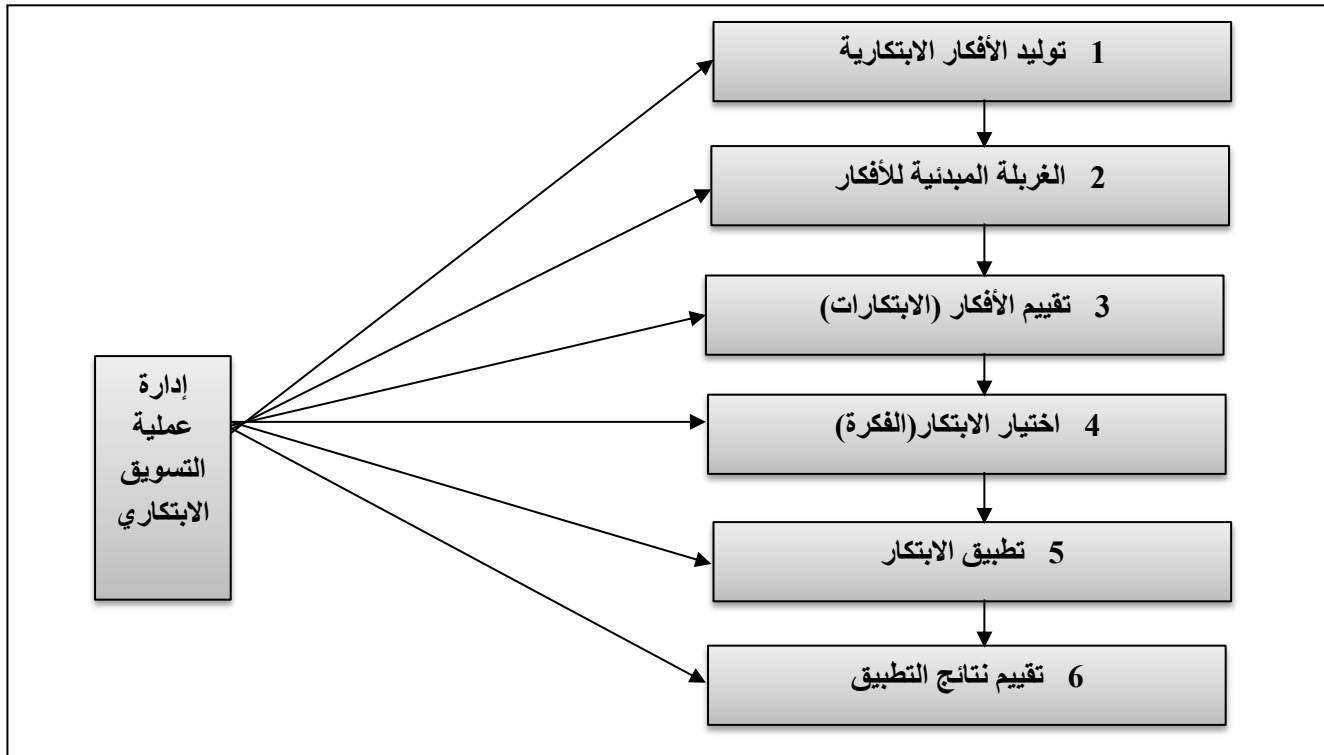 1 توليد الأفكار الابتكارية
2 الغربلة المبدئية للأفكار
3 تقييم الأفكار (الابتكارات)
4 اختيار الابتكار(الفكرة)
5 تطبيق الابتكار
6 تقييم نتائج التطبيق
إدارة
عملية
التسويق
الابتكاري